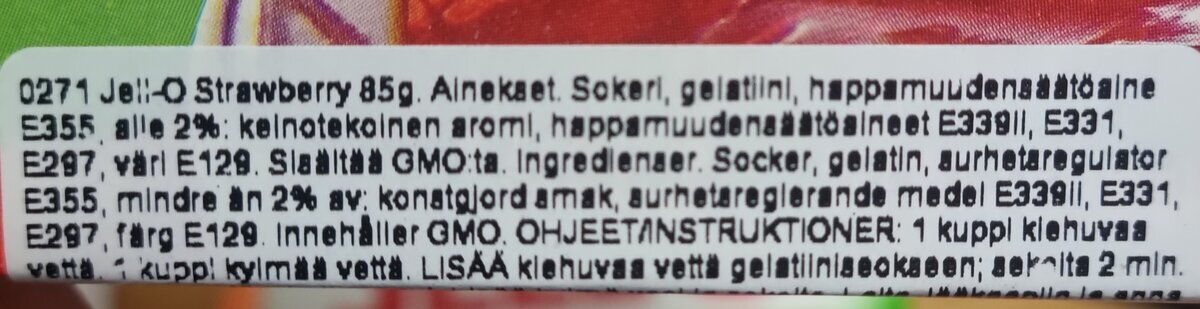 0271 Jell-O Strawberry 85g. Ainekset. Sokeri, gelatiini, happamuudensäätöaine
E355, alle 2%: keinotekoinen aromi, happamuudensäätöaineet E339ii, E331,
E297, väri E129. Sisältää GMO:ta. Ingredienser. Socker, gelatin, surhetsregulator
E355, mindre än 2% av: konstgjord smak, surhetsreglerande medel E339ii, E331,
E297, färg E129. Innehåller GMO. OHJEET/INSTRUKTIONER: 1 kuppi kiehuvaa
vettä. 1 kuppi kylmää vettä. LISÄÄ kiehuvaa vettä gelatiiniseokseen; sekoita 2 min.